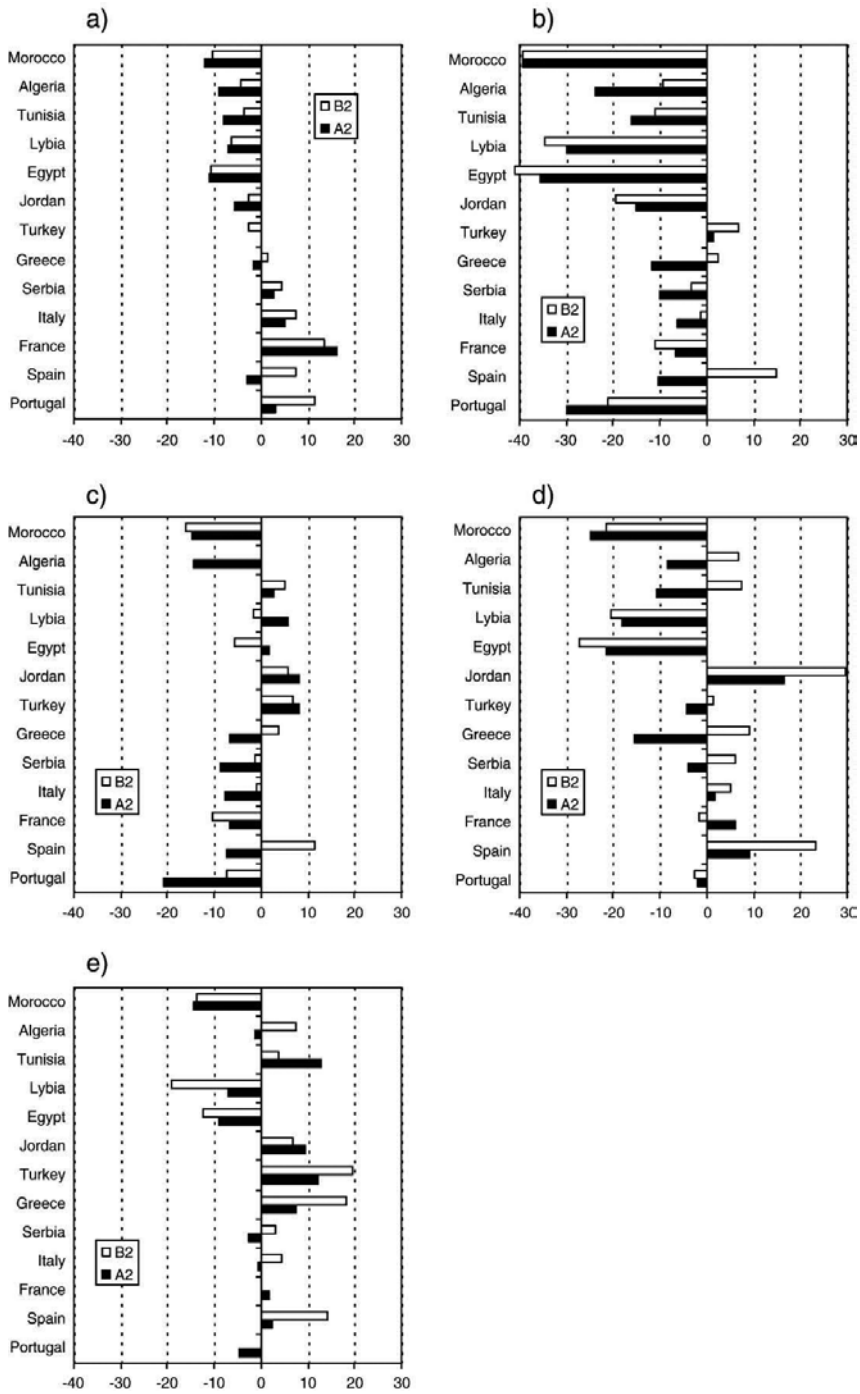 a)
Morocco
Algeria
Tunisia
Lybia
Egypt
Jordan
Turkey
Greece
Serbia
Italy
France
Spain
Portugal
B2
A2
-40 -30 -20 -10 0 10 20 30
b)
Morocco
Algeria
Tunisia
Lybia
Egypt
Jordan
Turkey
Greece
Serbia
Italy
France
Spain
Portugal
B2
A2
-40 -30 -20 -10 0 10 20 30
c)
Morocco
Algeria
Tunisia
Lybia
Egypt
Jordan
Turkey
Greece
Serbia
Italy
France
Spain
Portugal
B2
A2
-40 -30 -20 -10 0 10 20 30
d)
Morocco
Algeria
Tunisia
Lybia
Egypt
Jordan
Turkey
Greece
Serbia
Italy
France
Spain
Portugal
B2
A2
-40 -30 -20 -10 0 10 20 30
e)
Morocco
Algeria
Tunisia
Lybia
Egypt
Jordan
Turkey
Greece
Serbia
Italy
France
Spain
Portugal
B2
A2
-40 -30 -20 -10 0 10 20 30